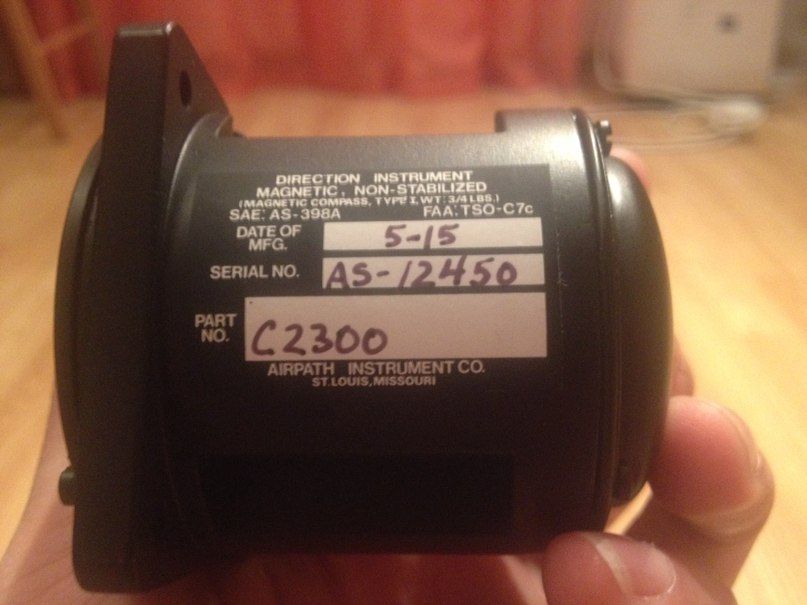 DIRECTION INSTRUMENT
MAGNETIC, NON-STABILIZED
(MAGNETIC COMPASS, TYPE I, WT: 3/4 LBS.)
SAE: AS-398A FAA: TSO-C7c
DATE OF MFG. 5-15
SERIAL NO. AS-12450
PART NO. C2300
AIRPATH INSTRUMENT CO.
ST. LOUIS, MISSOURI